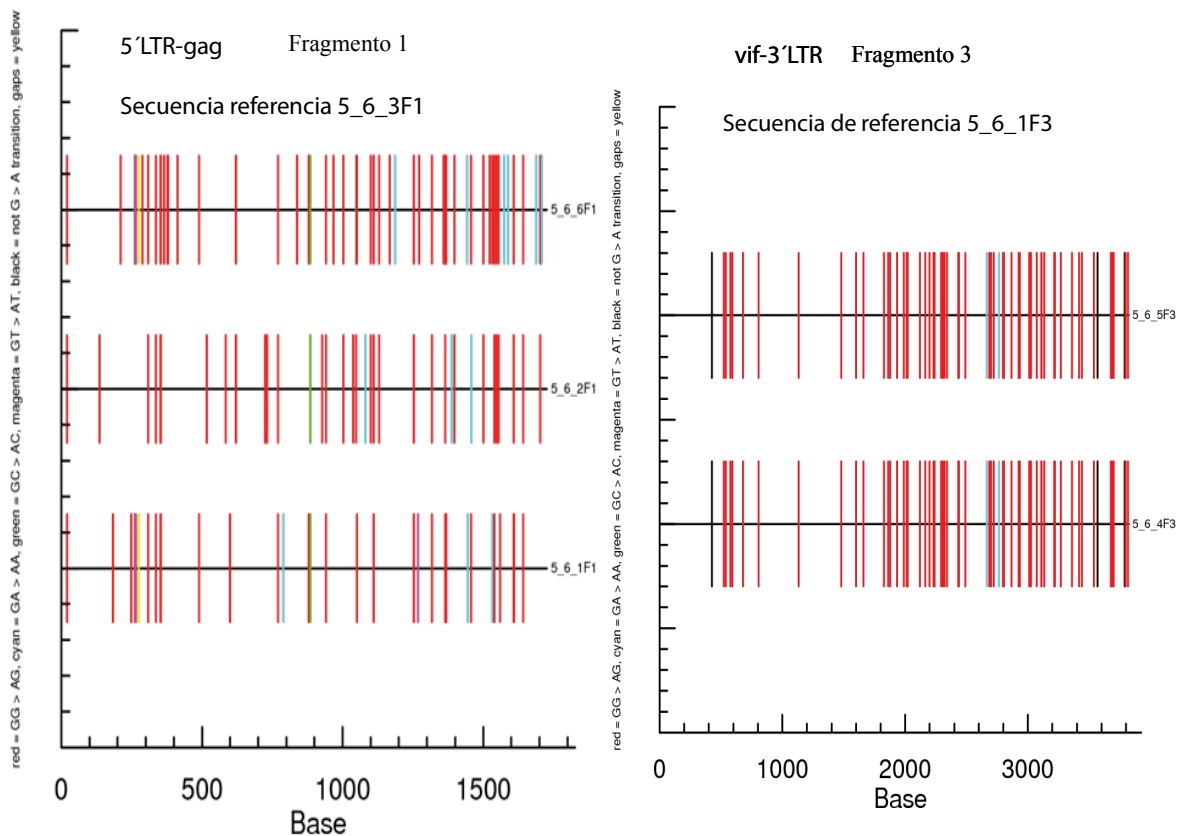 5´LTR-gag Fragmento 1
Secuencia referencia 5_6_3F1
red = GG > AG, cyan = GA > AA, green = GC > AC, magenta = GT > AT, black = not G > A transition, gaps = yellow
5_6_6F1
5_6_2F1
5_6_1F1
0 500 1000 1500
Base
vif-3´LTR Fragmento 3
Secuencia de referencia 5_6_1F3
red = GG > AG, cyan = GA > AA, green = GC > AC, magenta = GT > AT, black = not G > A transition, gaps = yellow
5_6_5F3
5_6_4F3
0 1000 2000 3000
Base